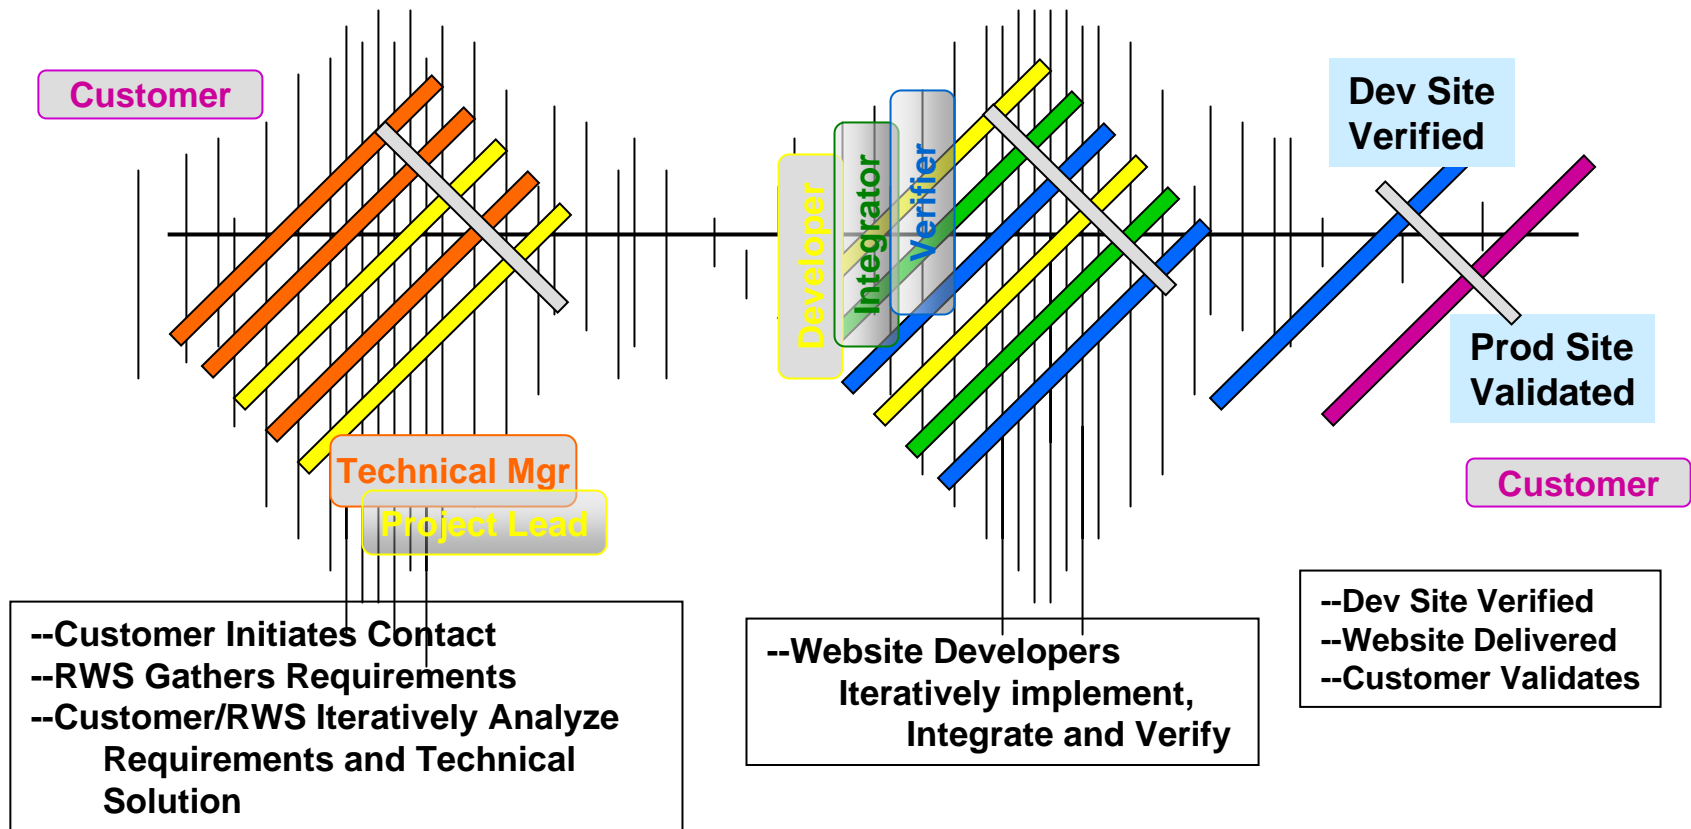 Customer
Dev Site
Verified
Developer
Integrator
Verifier
Prod Site
Validated
Technical Mgr
Project Lead
Customer
--Customer Initiates Contact
--RWS Gathers Requirements
--Customer/RWS Iteratively Analyze
Requirements and Technical
Solution
--Website Developers
Iteratively implement,
Integrate and Verify
--Dev Site Verified
--Website Delivered
--Customer Validates